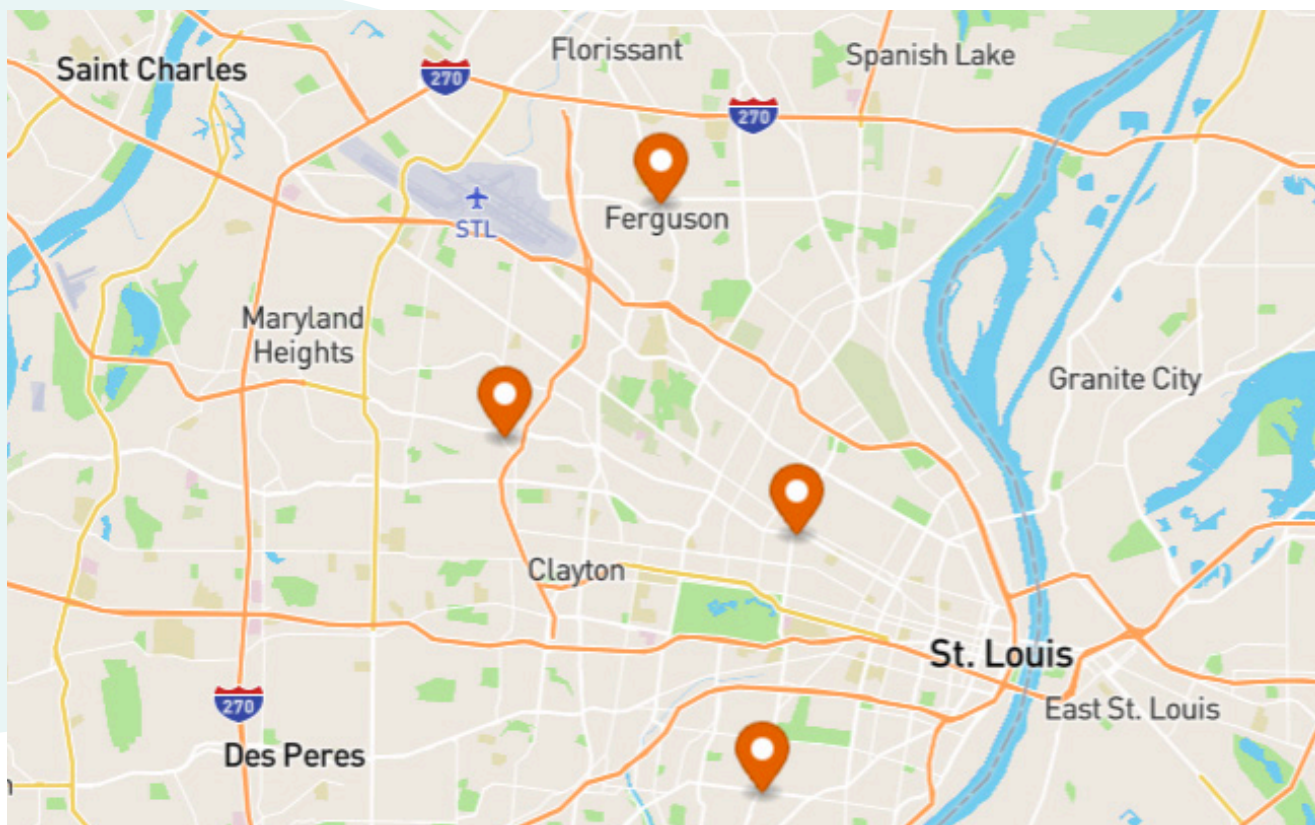 Florissant
Spanish Lake
Saint Charles
270
270
Ferguson
STL
Maryland
Heights
Granite City
Clayton
St. Louis
270
East St. Louis
Des Peres
n